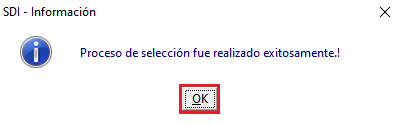 SDI - Información
Proceso de selección fue realizado exitosamente.!
OK